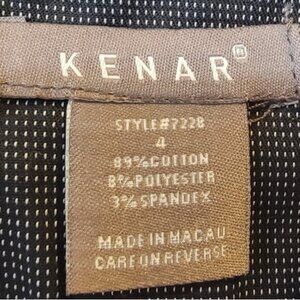 KENAR®
STYLE#7228
4
89%COTTON
8%POLYESTER
3%SPANDEX
MADE IN MACAU
CARE ON REVERSE